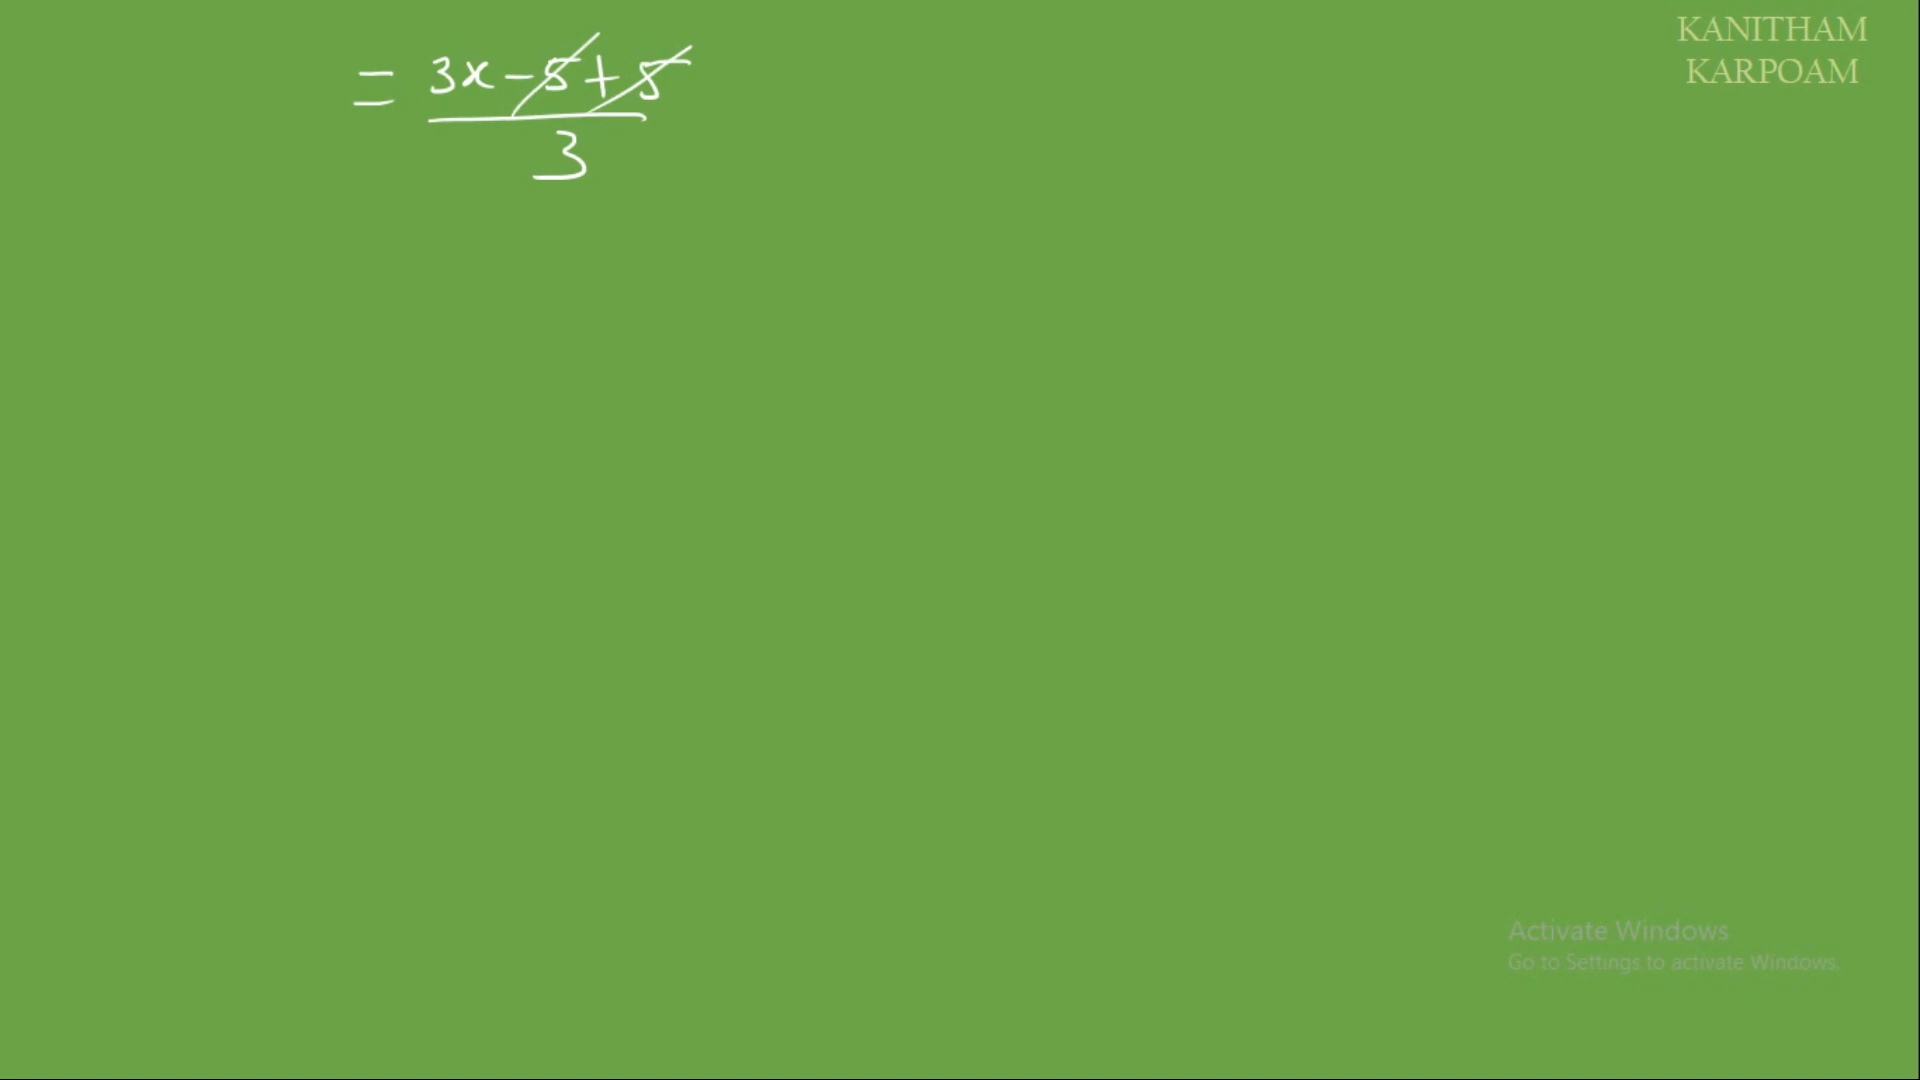 = 3x - 5 + 5
3
KANITHAM
KARPOAM
Activate Windows
Go to Settings to activate Windows.